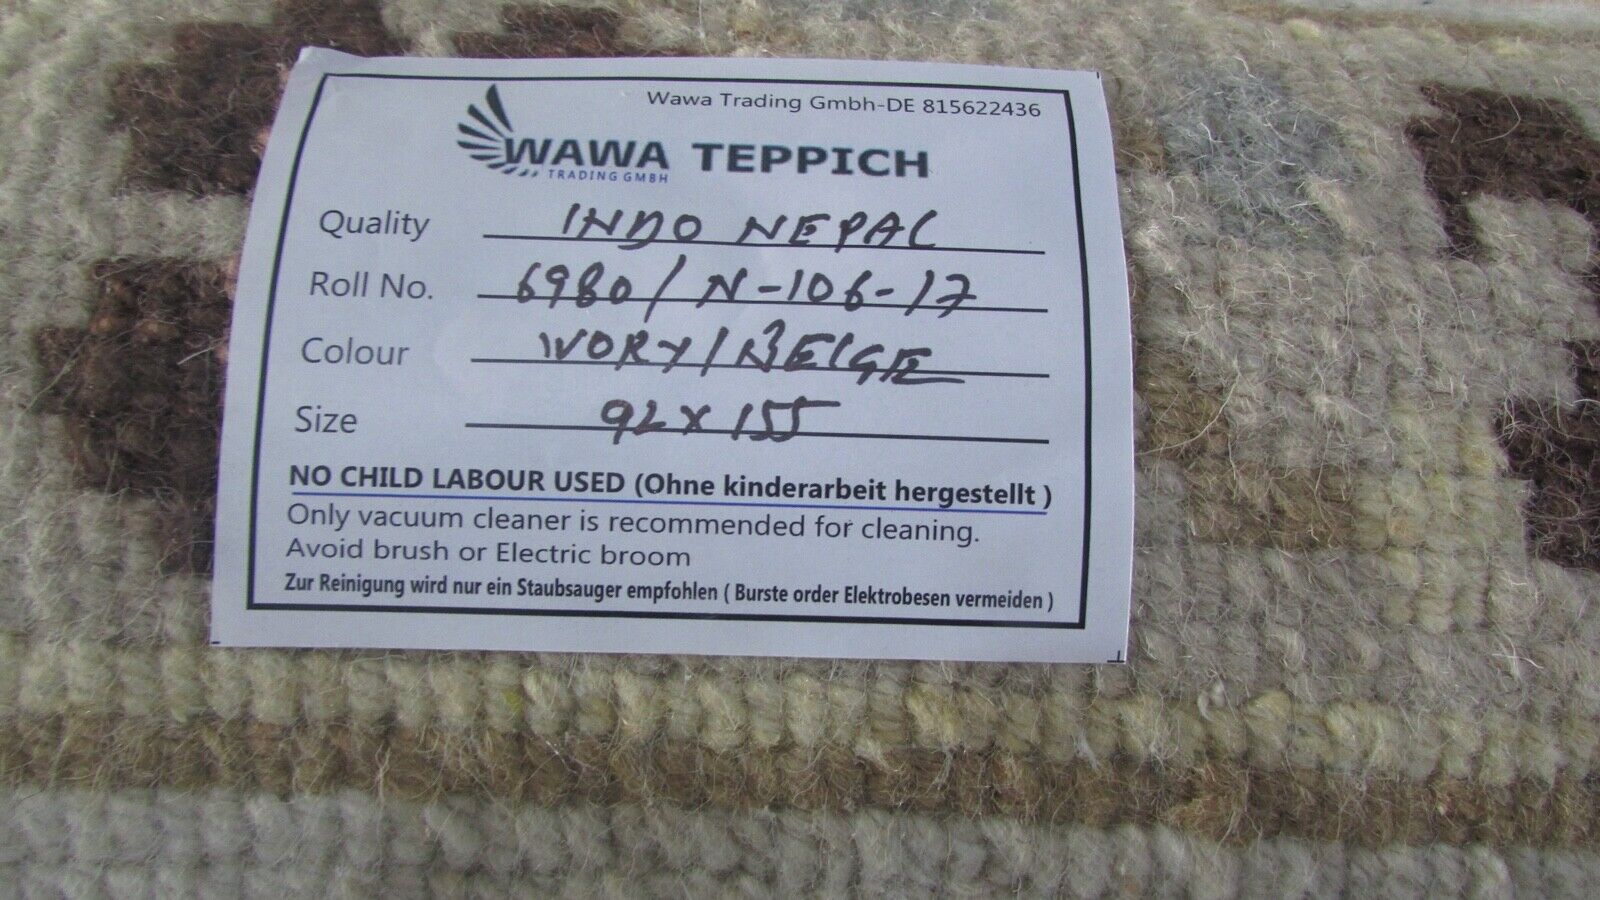 Wawa Trading Gmbh-DE 815622436
WAWA TEPPICH
TRADING GMBH
Quality INDO NEPAL
Roll No. 6980/N-106-17
Colour IVORY/BEIGE
Size 92x155
NO CHILD LABOUR USED (Ohne kinderarbeit hergestellt )
Only vacuum cleaner is recommended for cleaning.
Avoid brush or Electric broom
Zur Reinigung wird nur ein Staubsauger empfohlen ( Burste order Elektrobesen vermeiden )